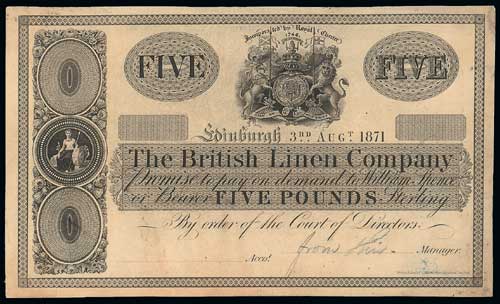 Incorporated by Royal Charter
1746
FIVE FIVE
Edinburgh 3RD AUGT 1871
The British Linen Company
Promise to pay on demand to William Spence
or Bearer FIVE POUNDS Sterling
By order of the Court of Directors.
Acct. Manager.